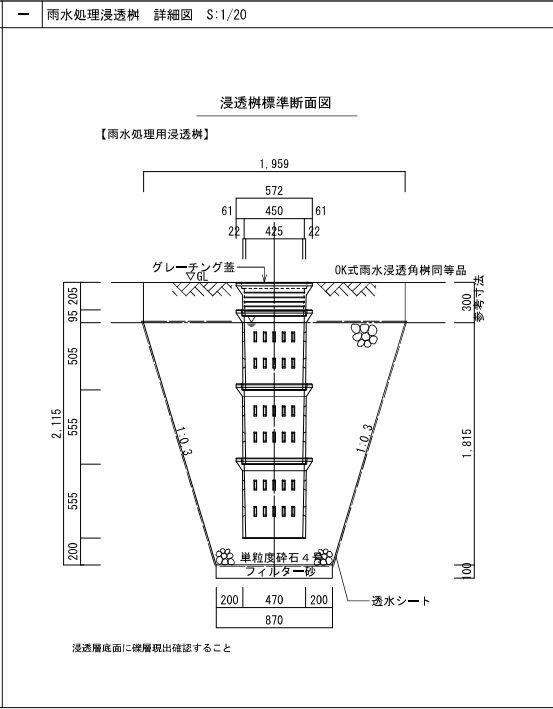 ー 雨水処理浸透桝 詳細図 S:1/20
浸透桝標準断面図
【雨水処理用浸透桝】
1,959
572
61 450 61
22 425 22
グレーチング蓋
▽GL
OK式雨水浸透角桝同等品
205
95
505
555
555
200
2,115
300
参考寸法
1,815
100
1:0.3
1:0.3
単粒度砕石4号
フィルター砂
200 470 200
透水シート
870
浸透層底面に礫層現出確認すること